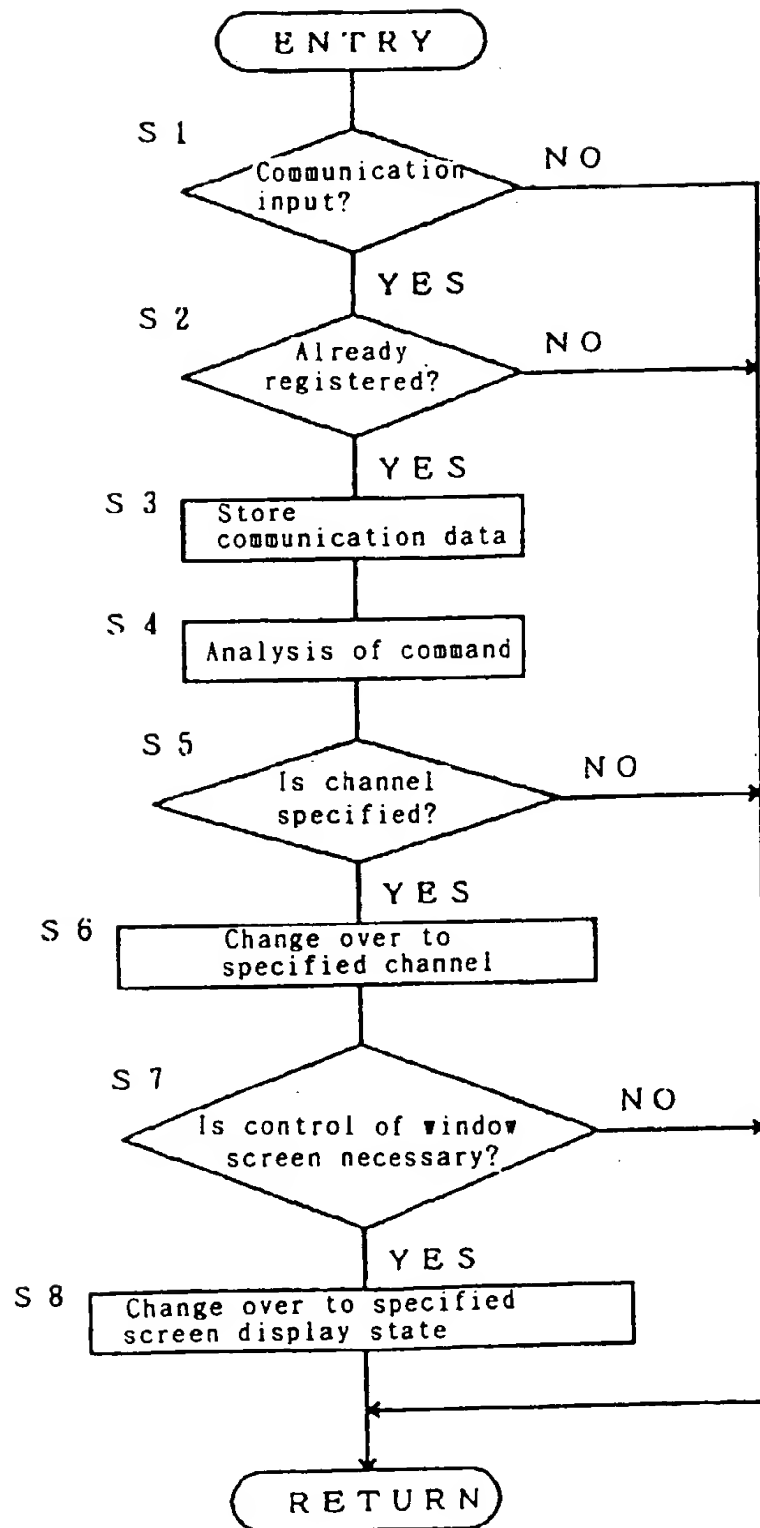 ENTRY
S 1
Communication
input?
NO
YES
S 2
Already
registered?
NO
YES
S 3
Store
communication data
S 4
Analysis of command
S 5
Is channel
specified?
NO
YES
S 6
Change over to
specified channel
S 7
Is control of window
screen necessary?
NO
YES
S 8
Change over to specified
screen display state
RETURN